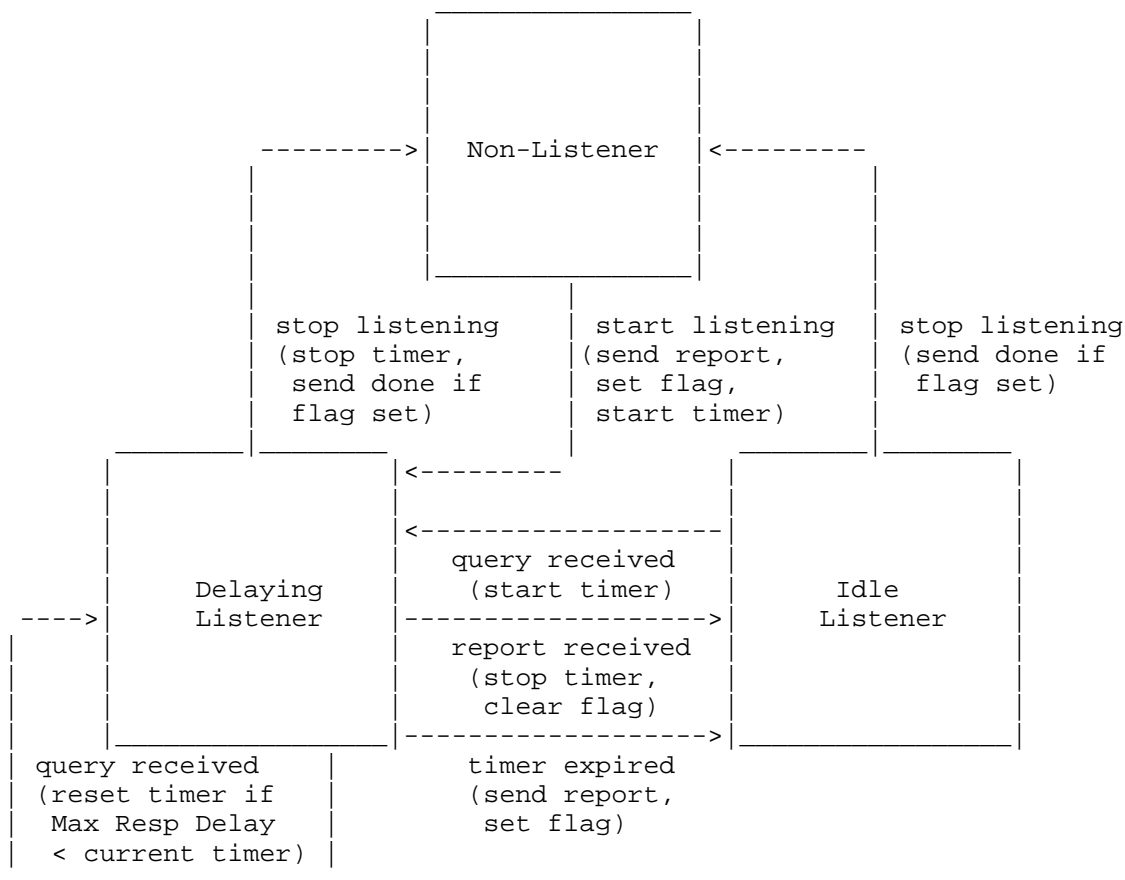 Non-Listener
stop listening
(stop timer,
send done if
flag set)
start listening
(send report,
set flag,
start timer)
stop listening
(send done if
flag set)
query received
(start timer)
Delaying
Listener
Idle
Listener
report received
(stop timer,
clear flag)
query received
(reset timer if
Max Resp Delay
< current timer)
timer expired
(send report,
set flag)